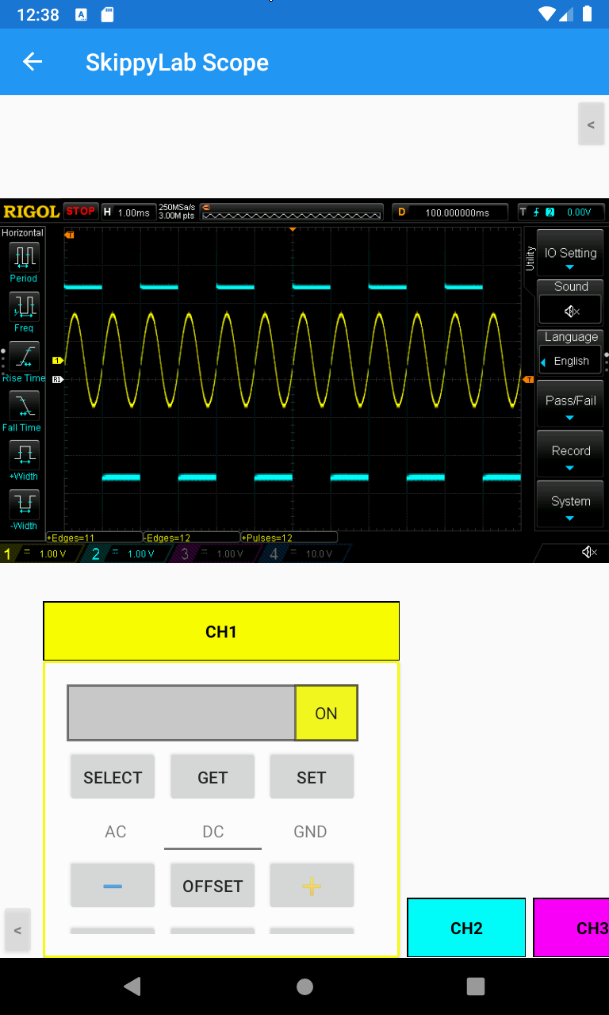 12:38 A
SkippyLab Scope
<
RIGOL STOP H 1.00ms 250MSa/s 3.00M pts D 100.000000ms T 2 0.00V
Horizontal
Period
Freq
Rise Time
Fall Time
+Width
-Width
T
1
R1
T
Utility
IO Setting
Sound
Language
English
Pass/Fail
Record
System
+Edges=11 -Edges=12 +Pulses=12
1 = 1.00 V 2 = 1.00 V 3 = 1.00 V 4 = 10.0 V
CH1
ON
SELECT GET SET
AC DC GND
− OFFSET +
< CH2 CH3